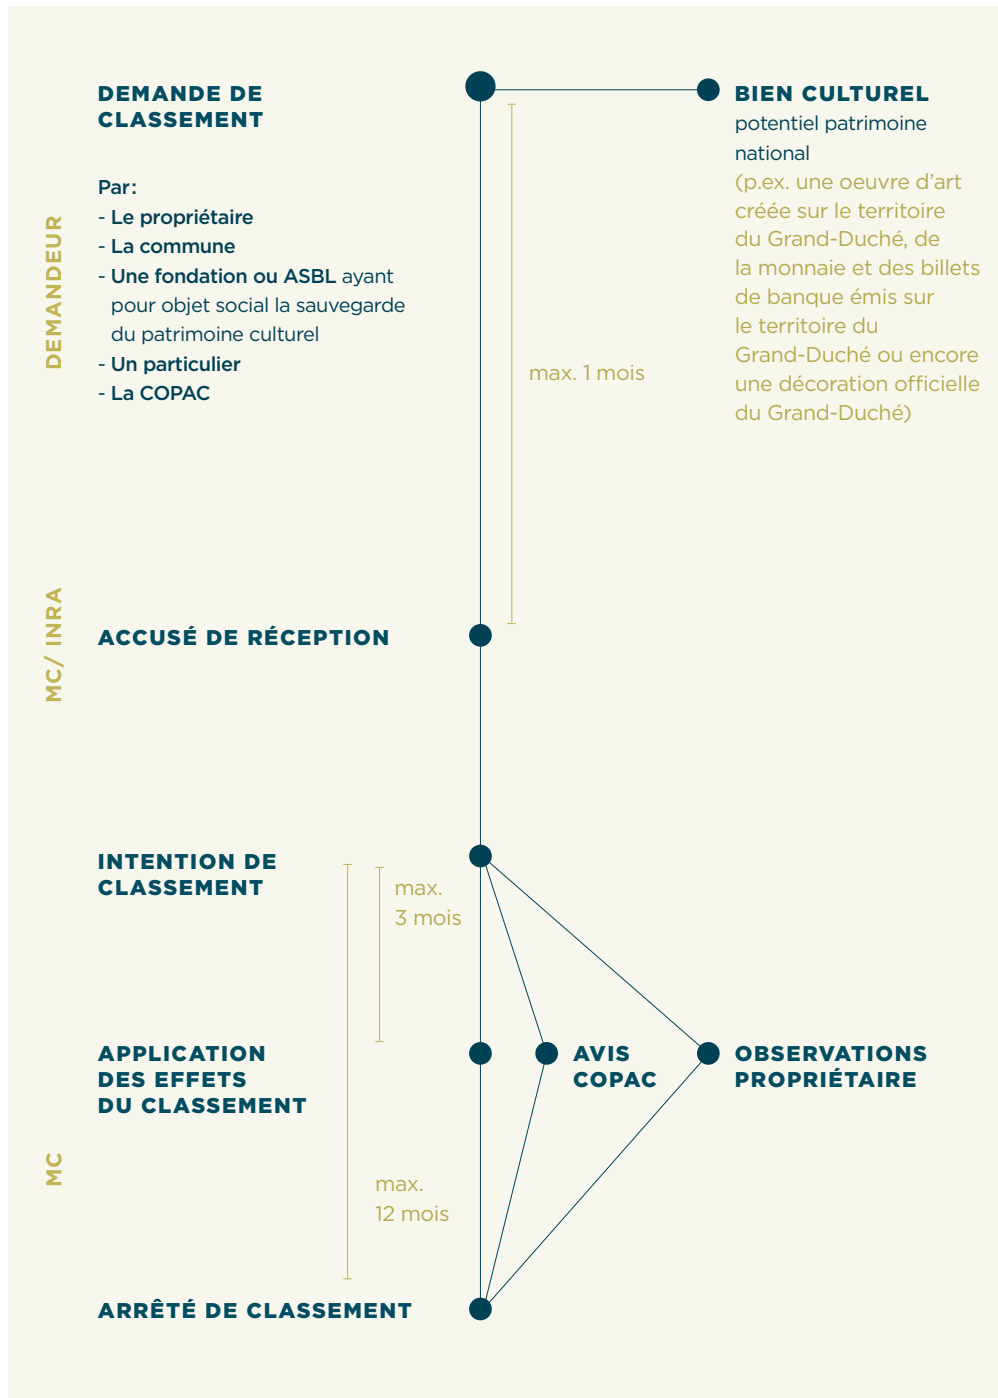 DEMANDE DE
CLASSEMENT
Par :
- Le propriétaire
- La commune
- Une fondation ou ASBL ayant
pour objet social la sauvegarde
du patrimoine culturel
- Un particulier
- La COPAC
DEMANDEUR
BIEN CULTUREL
potentiel patrimoine
national
(p.ex. une oeuvre d'art
créée sur le territoire
du Grand-Duché, de
la monnaie et des billets
de banque émis sur
le territoire du
Grand-Duché ou encore
une décoration officielle
du Grand-Duché)
max. 1 mois
MC/ INRA
ACCUSÉ DE RÉCEPTION
INTENTION DE
CLASSEMENT
max.
3 mois
APPLICATION
DES EFFETS
DU CLASSEMENT
AVIS
COPAC
OBSERVATIONS
PROPRIÉTAIRE
MC
max.
12 mois
ARRÊTÉ DE CLASSEMENT